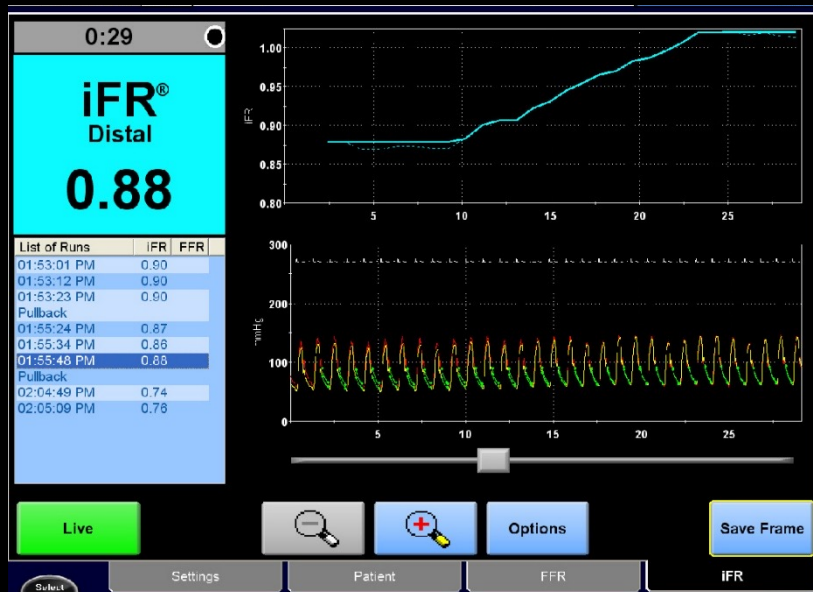 0:29
iFR®
Distal
0.88
List of Runs iFR FFR
01:53:01 PM 0.90
01:53:12 PM 0.90
01:53:23 PM 0.90
Pullback
01:55:24 PM 0.87
01:55:34 PM 0.86
01:55:48 PM 0.88
Pullback
02:04:49 PM 0.74
02:05:09 PM 0.76
iFR
1.00
0.95
0.90
0.85
0.80
5 10 15 20 25
mmHg
300
200
100
0
5 10 15 20 25
Live
Options
Save Frame
Select
Settings
Patient
FFR
iFR